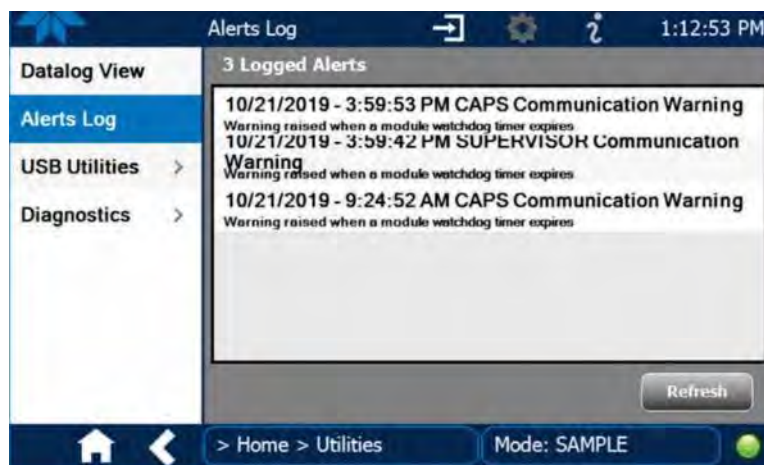 Alerts Log
1:12:53 PM
Datalog View
Alerts Log
USB Utilities >
Diagnostics >
3 Logged Alerts
10/21/2019 - 3:59:53 PM CAPS Communication Warning
Warning raised when a module watchdog timer expires
10/21/2019 - 3:59:42 PM SUPERVISOR Communication
Warning
Warning raised when a module watchdog timer expires
10/21/2019 - 9:24:52 AM CAPS Communication Warning
Warning raised when a module watchdog timer expires
Refresh
> Home > Utilities
Mode: SAMPLE